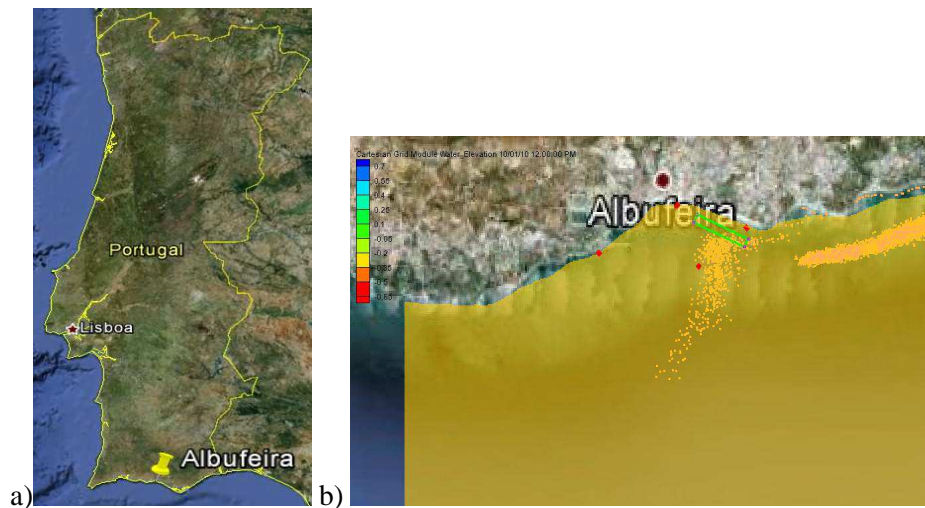 Portugal
Lisboa
Albufeira
a)
b)
Cartesian Grid Module Water Elevation 10/01/10 12:00:00 PM
0.7
0.55
0.4
0.25
0.1
-0.05
-0.2
-0.35
-0.5
-0.65
Albufeira